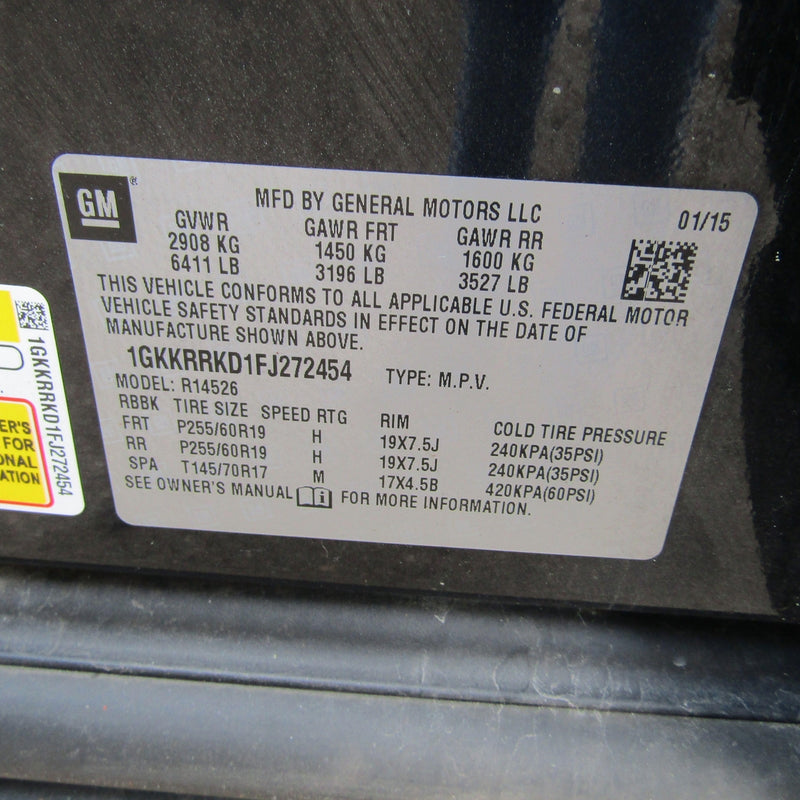 GM®
MFD BY GENERAL MOTORS LLC
01/15
GVWR GAWR FRT GAWR RR
2908 KG 1450 KG 1600 KG
6411 LB 3196 LB 3527 LB
THIS VEHICLE CONFORMS TO ALL APPLICABLE U.S. FEDERAL MOTOR
VEHICLE SAFETY STANDARDS IN EFFECT ON THE DATE OF
MANUFACTURE SHOWN ABOVE.
1GKKRRKD1FJ272454 TYPE: M.P.V.
MODEL: R14526
RBBK TIRE SIZE SPEED RTG RIM COLD TIRE PRESSURE
FRT P255/60R19 H 19X7.5J 240KPA(35PSI)
RR P255/60R19 H 19X7.5J 240KPA(35PSI)
SPA T145/70R17 M 17X4.5B 420KPA(60PSI)
SEE OWNER'S MANUAL FOR MORE INFORMATION.
1GKKRRKD1FJ272454
ER'S
FOR
ONAL
ATION